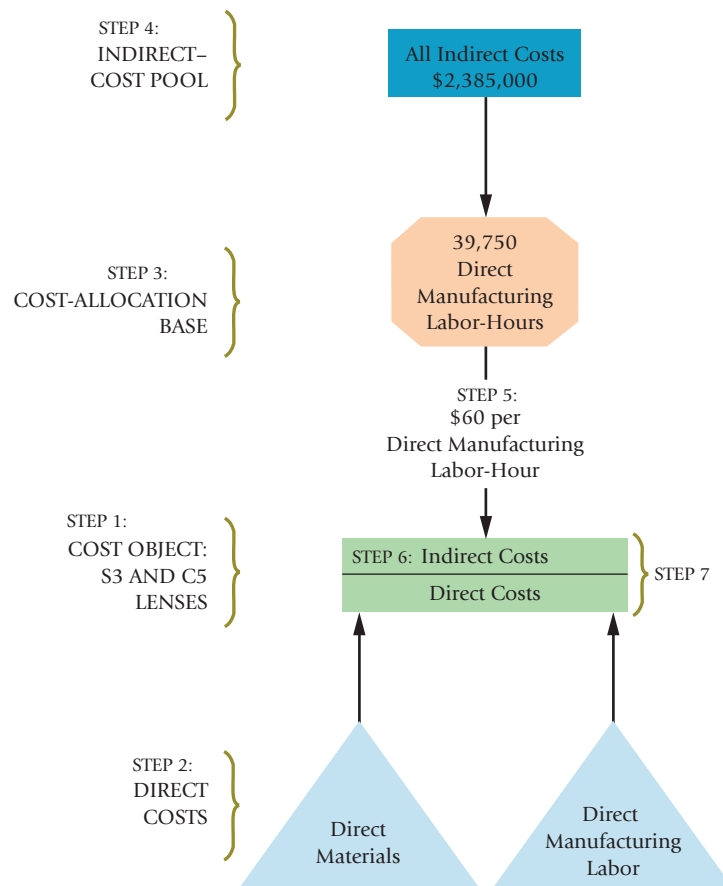 STEP 4:
INDIRECT–
COST POOL
All Indirect Costs
$2,385,000
STEP 3:
COST-ALLOCATION
BASE
39,750
Direct
Manufacturing
Labor-Hours
STEP 5:
$60 per
Direct Manufacturing
Labor-Hour
STEP 1:
COST OBJECT:
S3 AND C5
LENSES
STEP 6: Indirect Costs
Direct Costs
STEP 7
STEP 2:
DIRECT
COSTS
Direct
Materials
Direct
Manufacturing
Labor